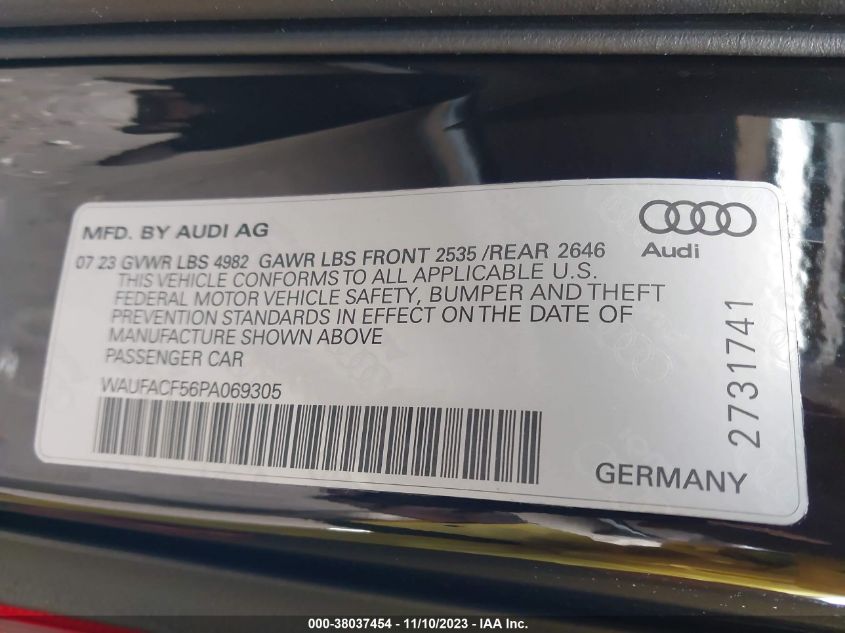 MFD. BY AUDI AG
07 23 GVWR LBS 4982 GAWR LBS FRONT 2535 /REAR 2646
THIS VEHICLE CONFORMS TO ALL APPLICABLE U.S.
FEDERAL MOTOR VEHICLE SAFETY, BUMPER AND THEFT
PREVENTION STANDARDS IN EFFECT ON THE DATE OF
MANUFACTURE SHOWN ABOVE
PASSENGER CAR
WAUFACF56PA069305
Audi
2731741
GERMANY
000-38037454 - 11/10/2023 - IAA Inc.